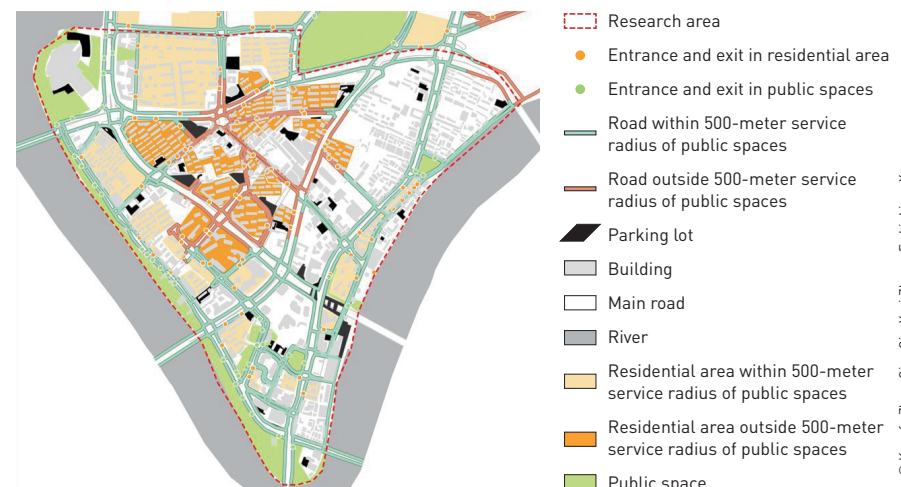 Research area
Entrance and exit in residential area
Entrance and exit in public spaces
Road within 500-meter service
radius of public spaces
Road outside 500-meter service
radius of public spaces
Parking lot
Building
Main road
River
Residential area within 500-meter
service radius of public spaces
Residential area outside 500-meter
service radius of public spaces
Public space